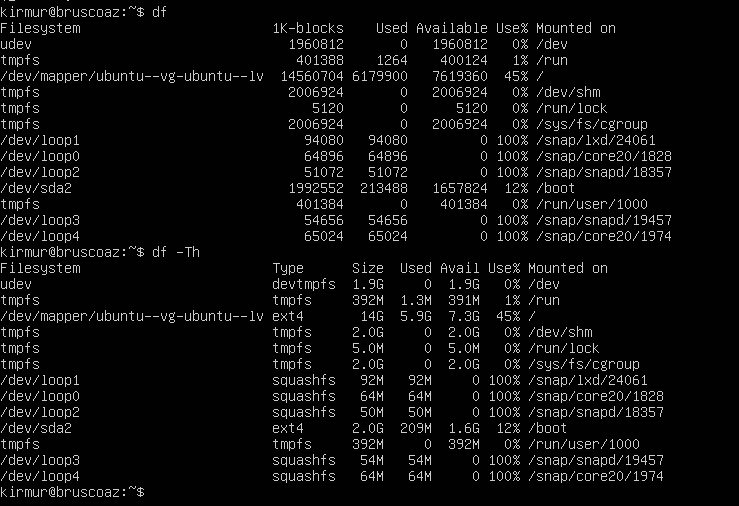 kirmur@bruscoaz:~$ df
Filesystem                        1K-blocks    Used Available Use% Mounted on
udev                                1960812       0   1960812   0% /dev
tmpfs                                401388    1264    400124   1% /run
/dev/mapper/ubuntu--vg-ubuntu--lv  14560704 6179900   7619360  45% /
tmpfs                               2006924       0   2006924   0% /dev/shm
tmpfs                                  5120       0      5120   0% /run/lock
tmpfs                               2006924       0   2006924   0% /sys/fs/cgroup
/dev/loop1                            94080   94080         0 100% /snap/lxd/24061
/dev/loop0                            64896   64896         0 100% /snap/core20/1828
/dev/loop2                            51072   51072         0 100% /snap/snapd/18357
/dev/sda2                           1992552  213488   1657824  12% /boot
tmpfs                                401384       0    401384   0% /run/user/1000
/dev/loop3                            54656   54656         0 100% /snap/snapd/19457
/dev/loop4                            65024   65024         0 100% /snap/core20/1974
kirmur@bruscoaz:~$ df -Th
Filesystem                        Type      Size  Used Avail Use% Mounted on
udev                              devtmpfs  1.9G     0  1.9G   0% /dev
tmpfs                             tmpfs     392M  1.3M  391M   1% /run
/dev/mapper/ubuntu--vg-ubuntu--lv ext4       14G  5.9G  7.3G  45% /
tmpfs                             tmpfs     2.0G     0  2.0G   0% /dev/shm
tmpfs                             tmpfs     5.0M     0  5.0M   0% /run/lock
tmpfs                             tmpfs     2.0G     0  2.0G   0% /sys/fs/cgroup
/dev/loop1                        squashfs   92M   92M     0 100% /snap/lxd/24061
/dev/loop0                        squashfs   64M   64M     0 100% /snap/core20/1828
/dev/loop2                        squashfs   50M   50M     0 100% /snap/snapd/18357
/dev/sda2                         ext4      2.0G  209M  1.6G  12% /boot
tmpfs                             tmpfs     392M     0  392M   0% /run/user/1000
/dev/loop3                        squashfs   54M   54M     0 100% /snap/snapd/19457
/dev/loop4                        squashfs   64M   64M     0 100% /snap/core20/1974
kirmur@bruscoaz:~$